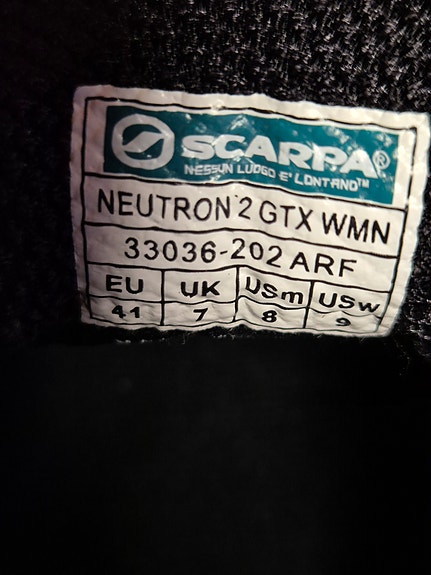 SCARPA®
NESSUN LUOGO E' LONTANO™
NEUTRON 2 GTX WMN
33036-202 ARF
EU UK USm USw
41 7 8 9